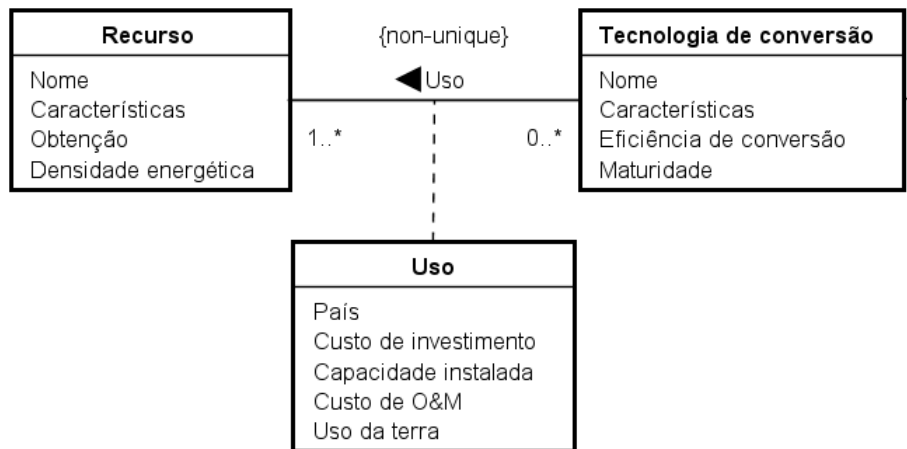 Recurso
Nome
Características
Obtenção
Densidade energética
{non-unique}
Uso
1..*
0..*
Tecnologia de conversão
Nome
Características
Eficiência de conversão
Maturidade
Uso
País
Custo de investimento
Capacidade instalada
Custo de O&M
Uso da terra